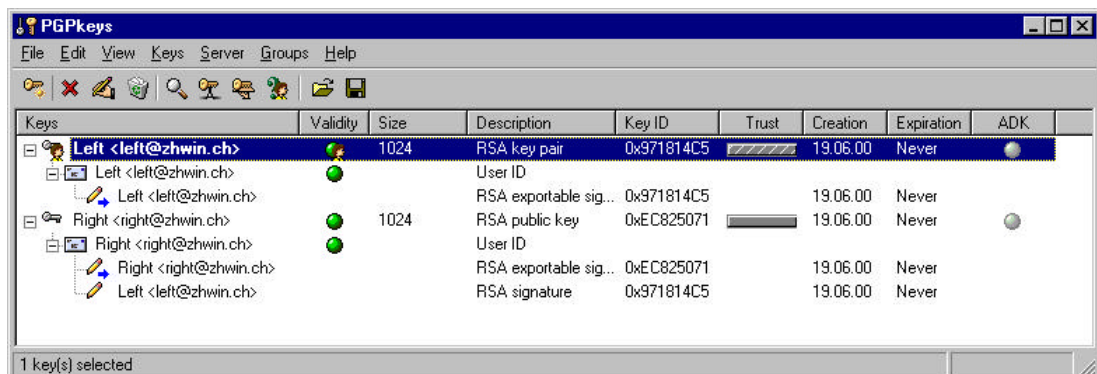 PGPkeys
File Edit View Keys Server Groups Help
Keys Validity Size Description Key ID Trust Creation Expiration ADK
Left <left@zhwin.ch> 1024 RSA key pair 0x971814C5 19.06.00 Never
Left <left@zhwin.ch> User ID
Left <left@zhwin.ch> RSA exportable sig... 0x971814C5 19.06.00 Never
Right <right@zhwin.ch> 1024 RSA public key 0xEC825071 19.06.00 Never
Right <right@zhwin.ch> User ID
Right <right@zhwin.ch> RSA exportable sig... 0xEC825071 19.06.00 Never
Left <left@zhwin.ch> RSA signature 0x971814C5 19.06.00 Never
1 key(s) selected